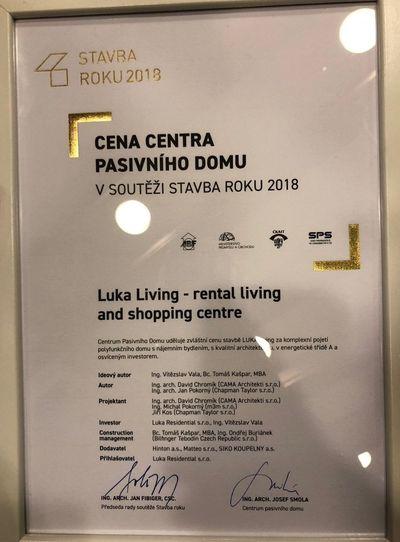 STAVBA
ROKU 2018
CENA CENTRA
PASIVNÍHO DOMU
V SOUTĚŽI STAVBA ROKU 2018
ABF
MINISTERSTVO
PRŮMYSLU A OBCHODU
ČKAIT
SPS
Luka Living - rental living
and shopping centre
Centrum Pasivního Domu uděluje zvláštní cenu stavbě LUKA Living za komplexní pojetí
polyfunkčního domu s nájemním bydlením, s kvalitní architekturou, v energetické třídě A a
osvíceným investorem.
Ideový autor Ing. Vítězslav Vala, Bc. Tomáš Kašpar, MBA
Autor Ing. arch. David Chromík (CAMA Architekti s.r.o.)
Ing. arch. Jan Pokorný (Chapman Taylor s.r.o.)
Projektant Ing. arch. David Chromík (CAMA Architekti s.r.o.)
Ing. Michal Pokorný (m3m s.r.o.)
Jiří Kos (Chapman Taylor s.r.o.)
Investor Luka Residential s.r.o., Ing. Vítězslav Vala
Construction Bc. Tomáš Kašpar, MBA, Ing. Ondřej Buriánek
management (Bilfinger Tebodin Czech Republic s.r.o.)
Dodavatel Hinton a.s., Matteo s.r.o., SIKO KOUPELNY a.s.
Přihlašovatel Luka Residential s.r.o.
ING. ARCH. JAN FIBIGER, CSC.
Předseda rady soutěže Stavba roku
ING. ARCH. JOSEF SMOLA
Centrum pasivního domu